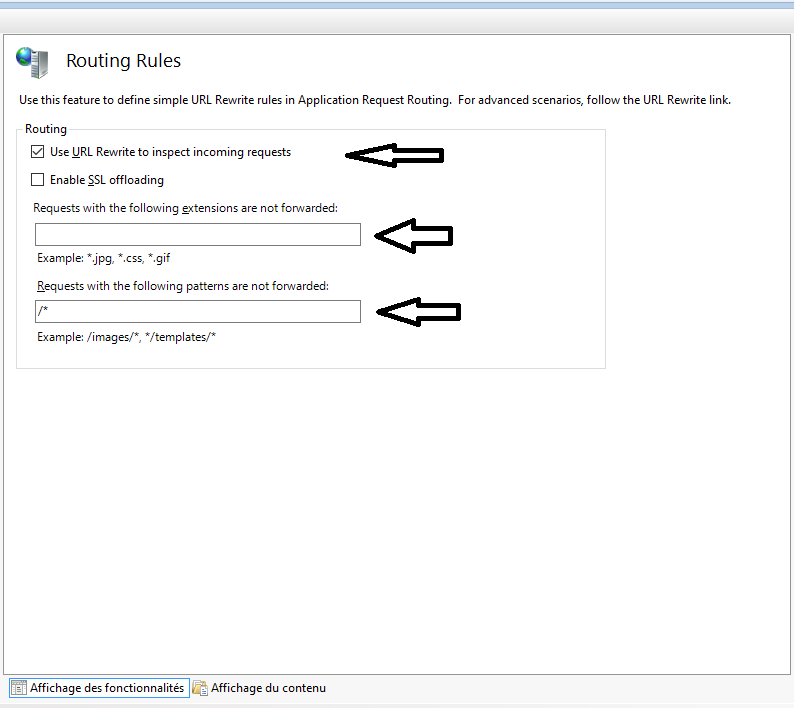 Routing Rules
Use this feature to define simple URL Rewrite rules in Application Request Routing.  For advanced scenarios, follow the URL Rewrite link.
Routing
Use URL Rewrite to inspect incoming requests
Enable SSL offloading
Requests with the following extensions are not forwarded:
Example: *.jpg, *.css, *.gif
Requests with the following patterns are not forwarded:
/*
Example: /images/*, */templates/*
Affichage des fonctionnalités Affichage du contenu